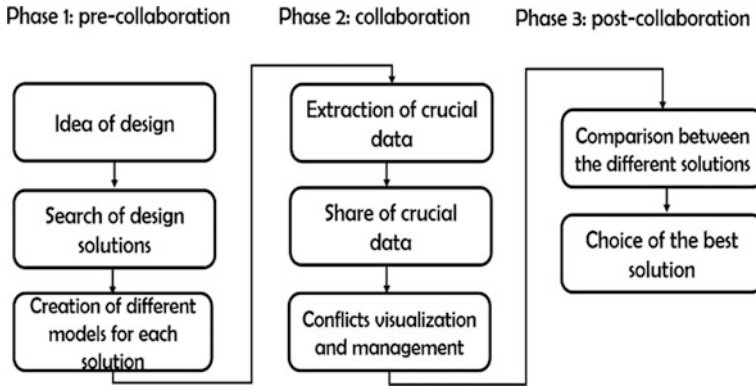 Phase 1: pre-collaboration
Idea of design
Search of design
solutions
Creation of different
models for each
solution
Phase 2: collaboration
Extraction of crucial
data
Share of crucial
data
Conflicts visualization
and management
Phase 3: post-collaboration
Comparison between
the different solutions
Choice of the best
solution